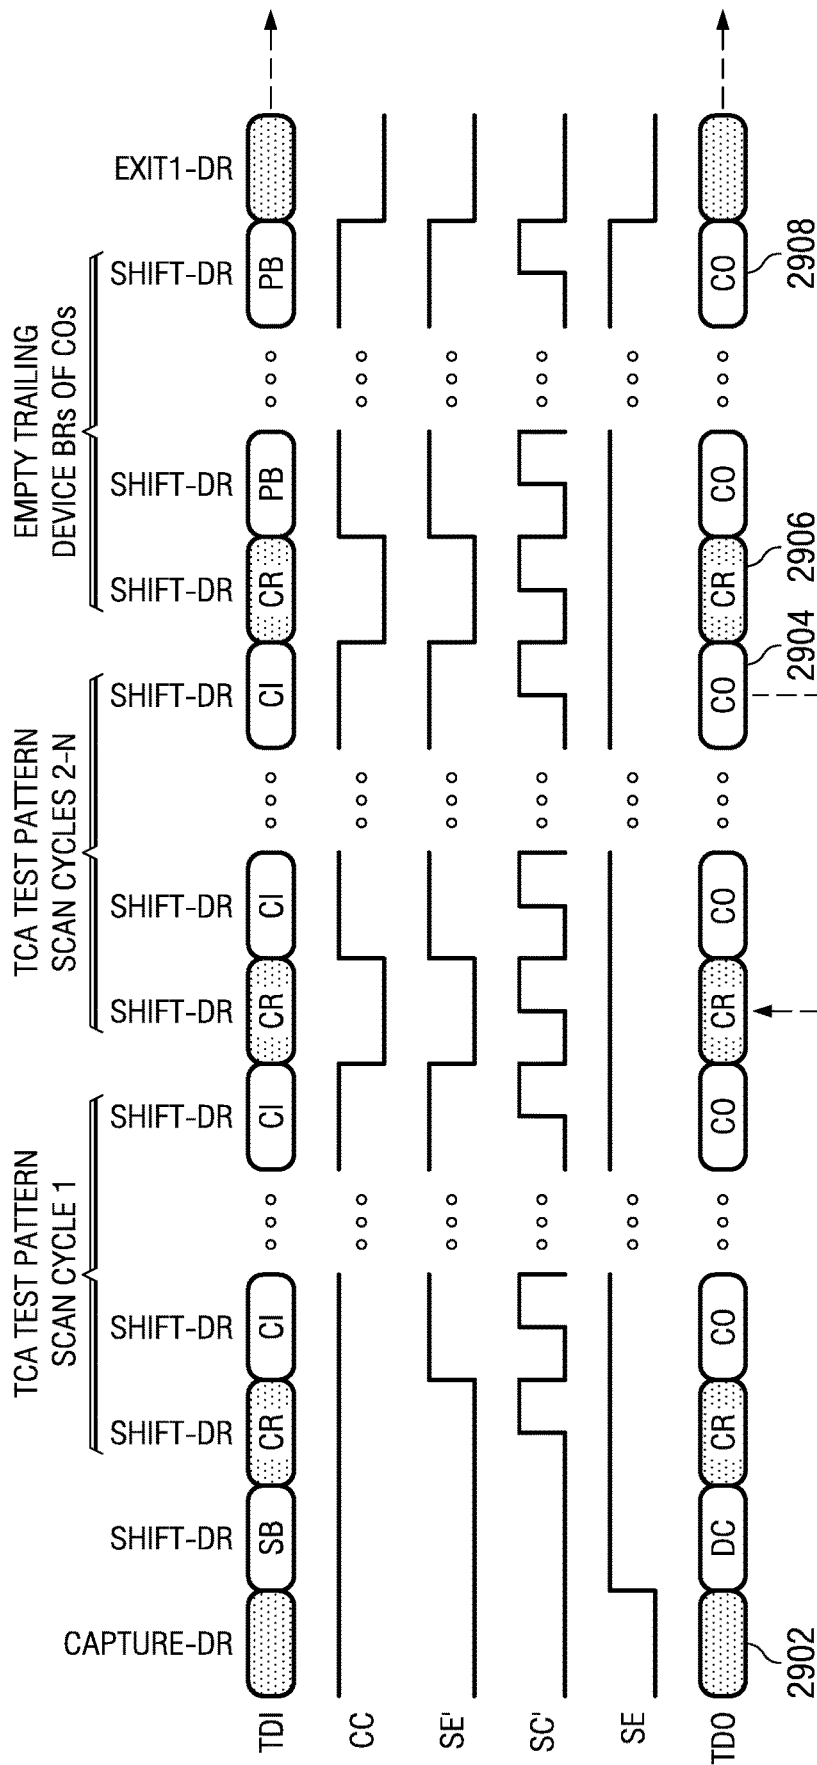 TCA TEST PATTERN
SCAN CYCLE 1
TCA TEST PATTERN
SCAN CYCLES 2-N
EMPTY TRAILING
DEVICE BRs OF COs
CAPTURE-DR
SHIFT-DR
SHIFT-DR
SHIFT-DR
SHIFT-DR
SHIFT-DR
SHIFT-DR
SHIFT-DR
SHIFT-DR
SHIFT-DR
SHIFT-DR
EXIT1-DR
TDI
SB
CR
CI
CI
CR
CI
CI
CR
PB
PB
CC
SE'
SC'
SE
TDO
DC
CR
CO
CO
CR
CO
CO
CR
CO
CO
2902
2904
2906
2908